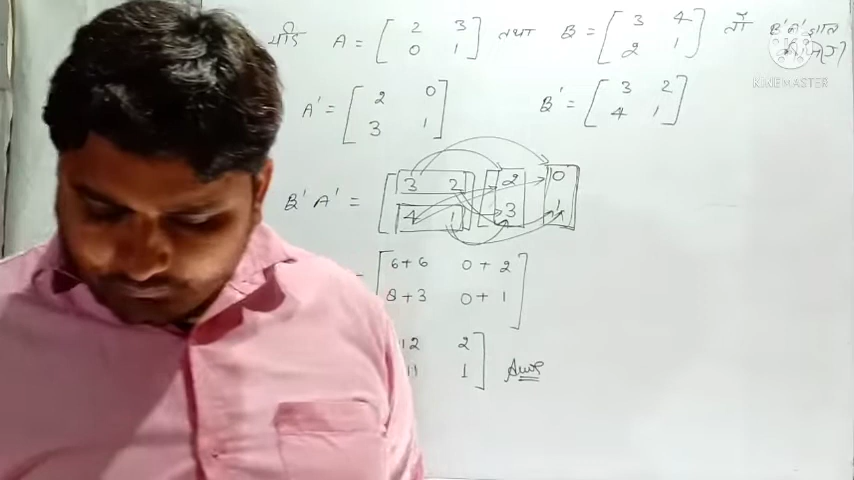 यदि A = [ 2 3 0 1 ] तथा B = [ 3 4 2 1 ] तो B'A' ज्ञात
KINEMASTER
A' = [ 2 0 3 1 ] B' = [ 3 2 4 1 ]
B'A' = [ 3 2 4 1 ] [ 2 0 3 1 ]
= [ 6+6 0+2 8+3 0+1 ]
12 2 11 1 ] Ans